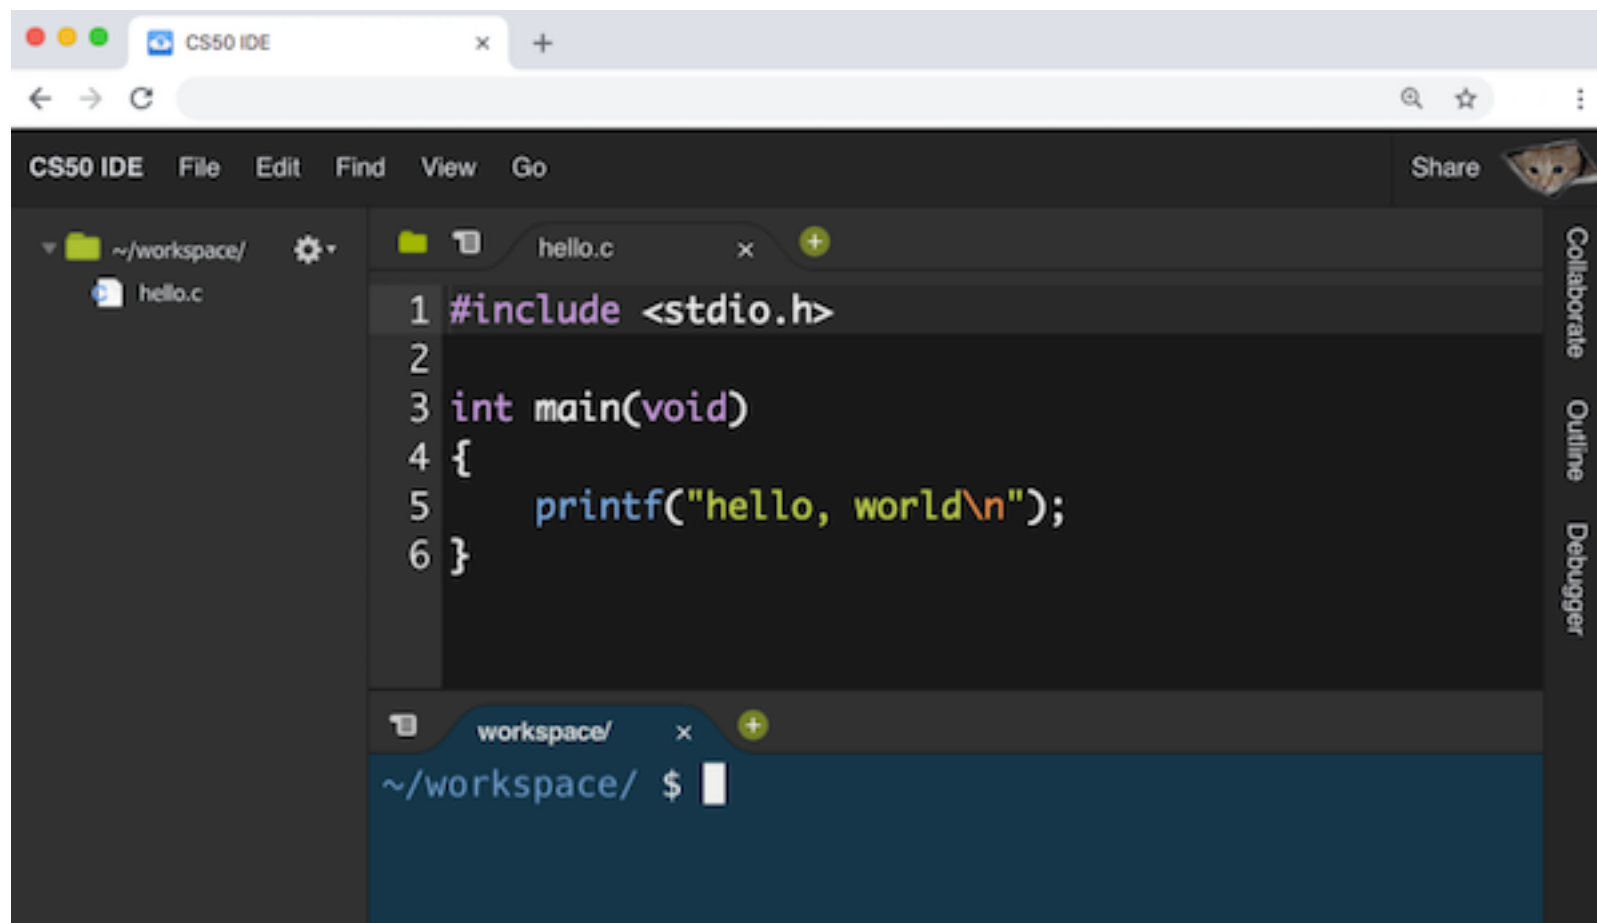 CS50 IDE
CS50 IDE File Edit Find View Go Share
~/workspace/
hello.c
hello.c
1 #include <stdio.h>
2
3 int main(void)
4 {
5     printf("hello, world\n");
6 }
workspace/
~/workspace/ $
Collaborate
Outline
Debugger